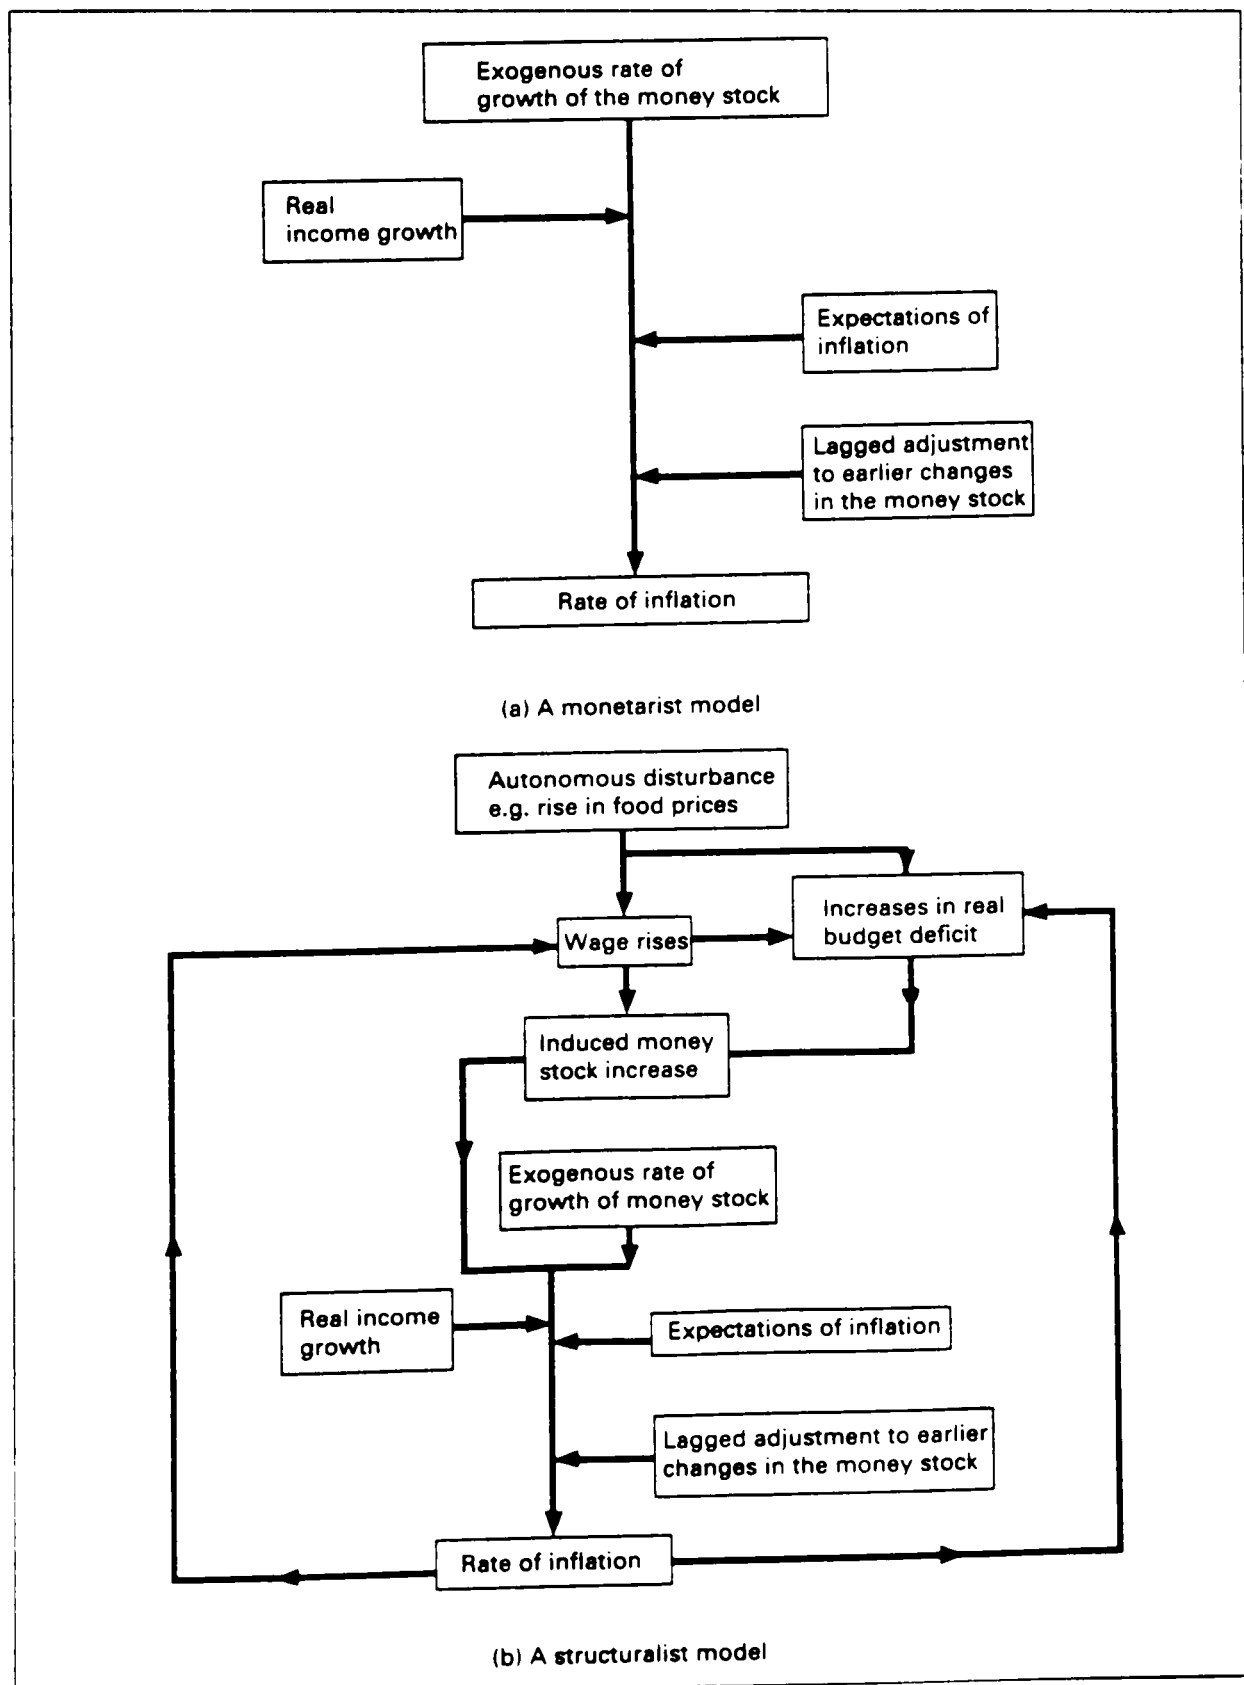 Exogenous rate of
growth of the money stock
Real
income growth
Expectations of
inflation
Lagged adjustment
to earlier changes
in the money stock
Rate of inflation
(a) A monetarist model
Autonomous disturbance
e.g. rise in food prices
Increases in real
budget deficit
Wage rises
Induced money
stock increase
Exogenous rate of
growth of money stock
Real income
growth
Expectations of inflation
Lagged adjustment to earlier
changes in the money stock
Rate of inflation
(b) A structuralist model